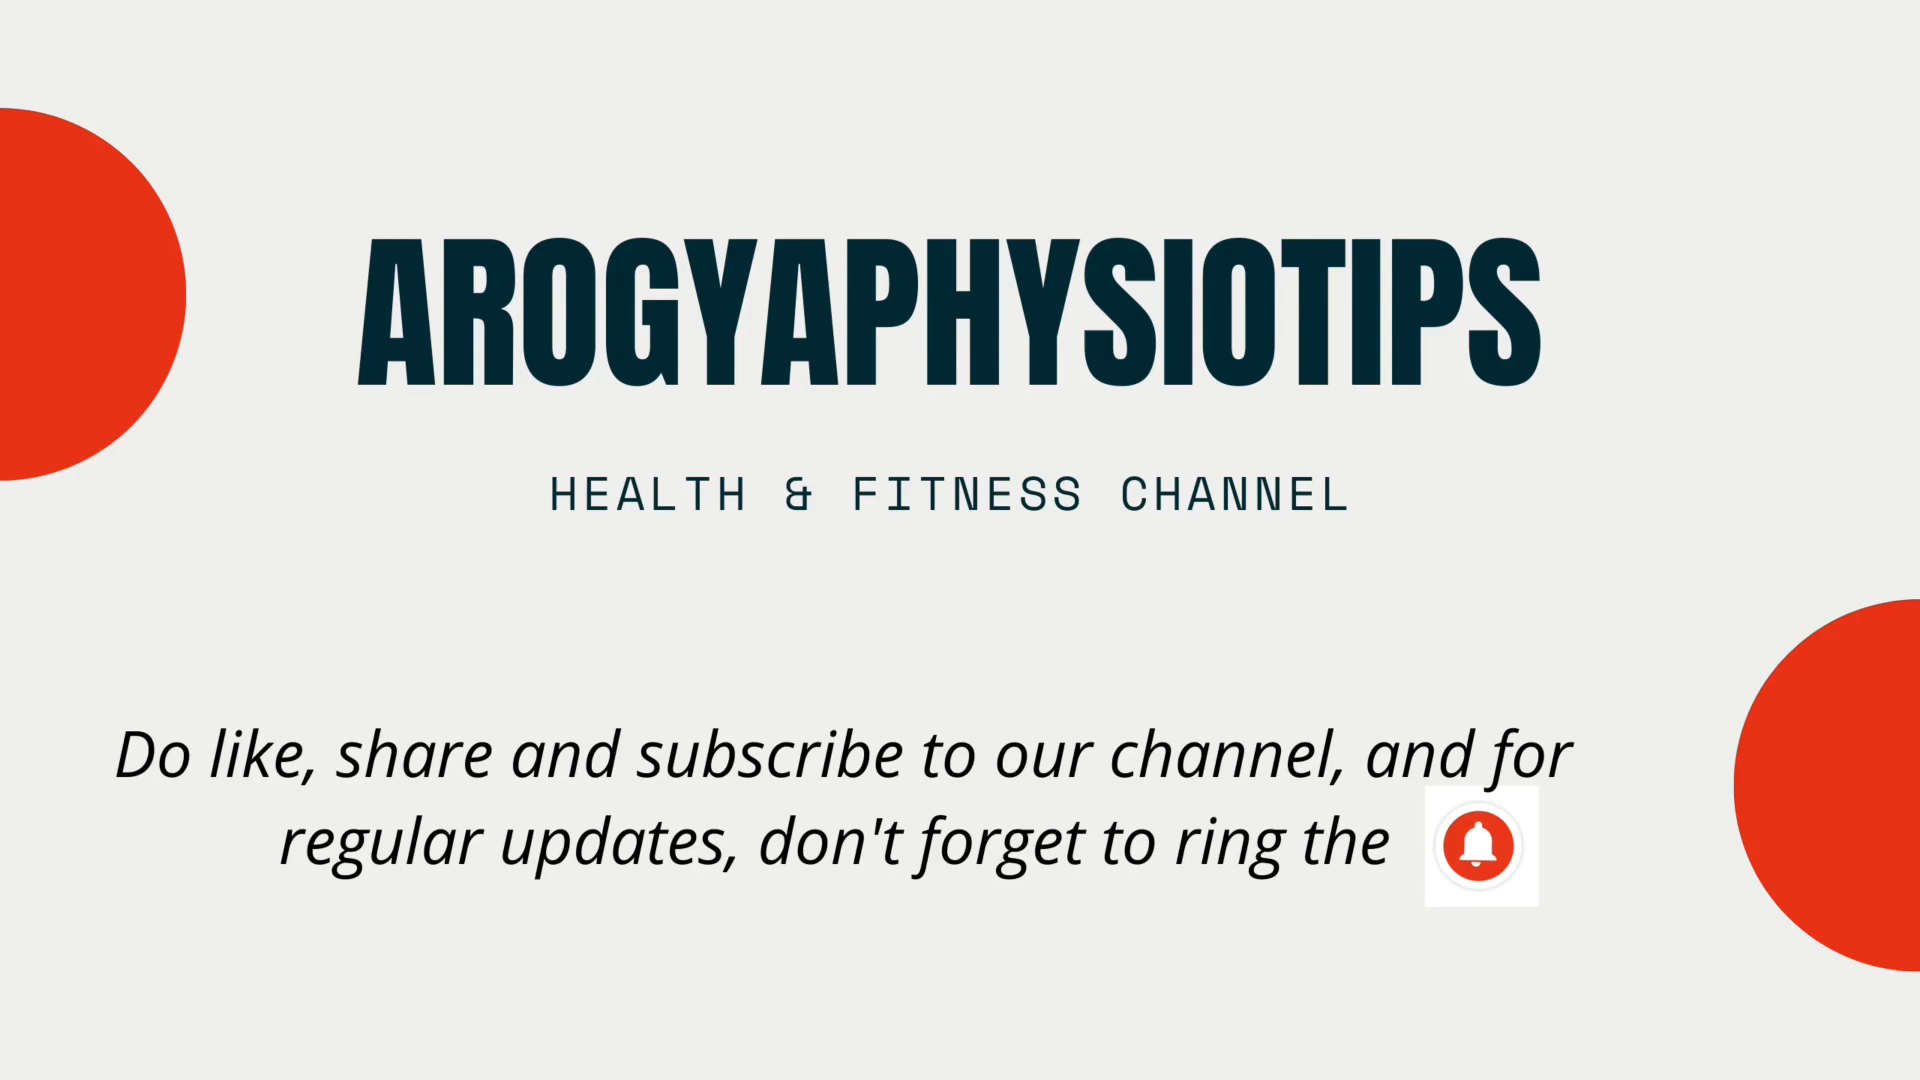 AROGYAPHYSIOTIPS
HEALTH & FITNESS CHANNEL
Do like, share and subscribe to our channel, and for
regular updates, don't forget to ring the